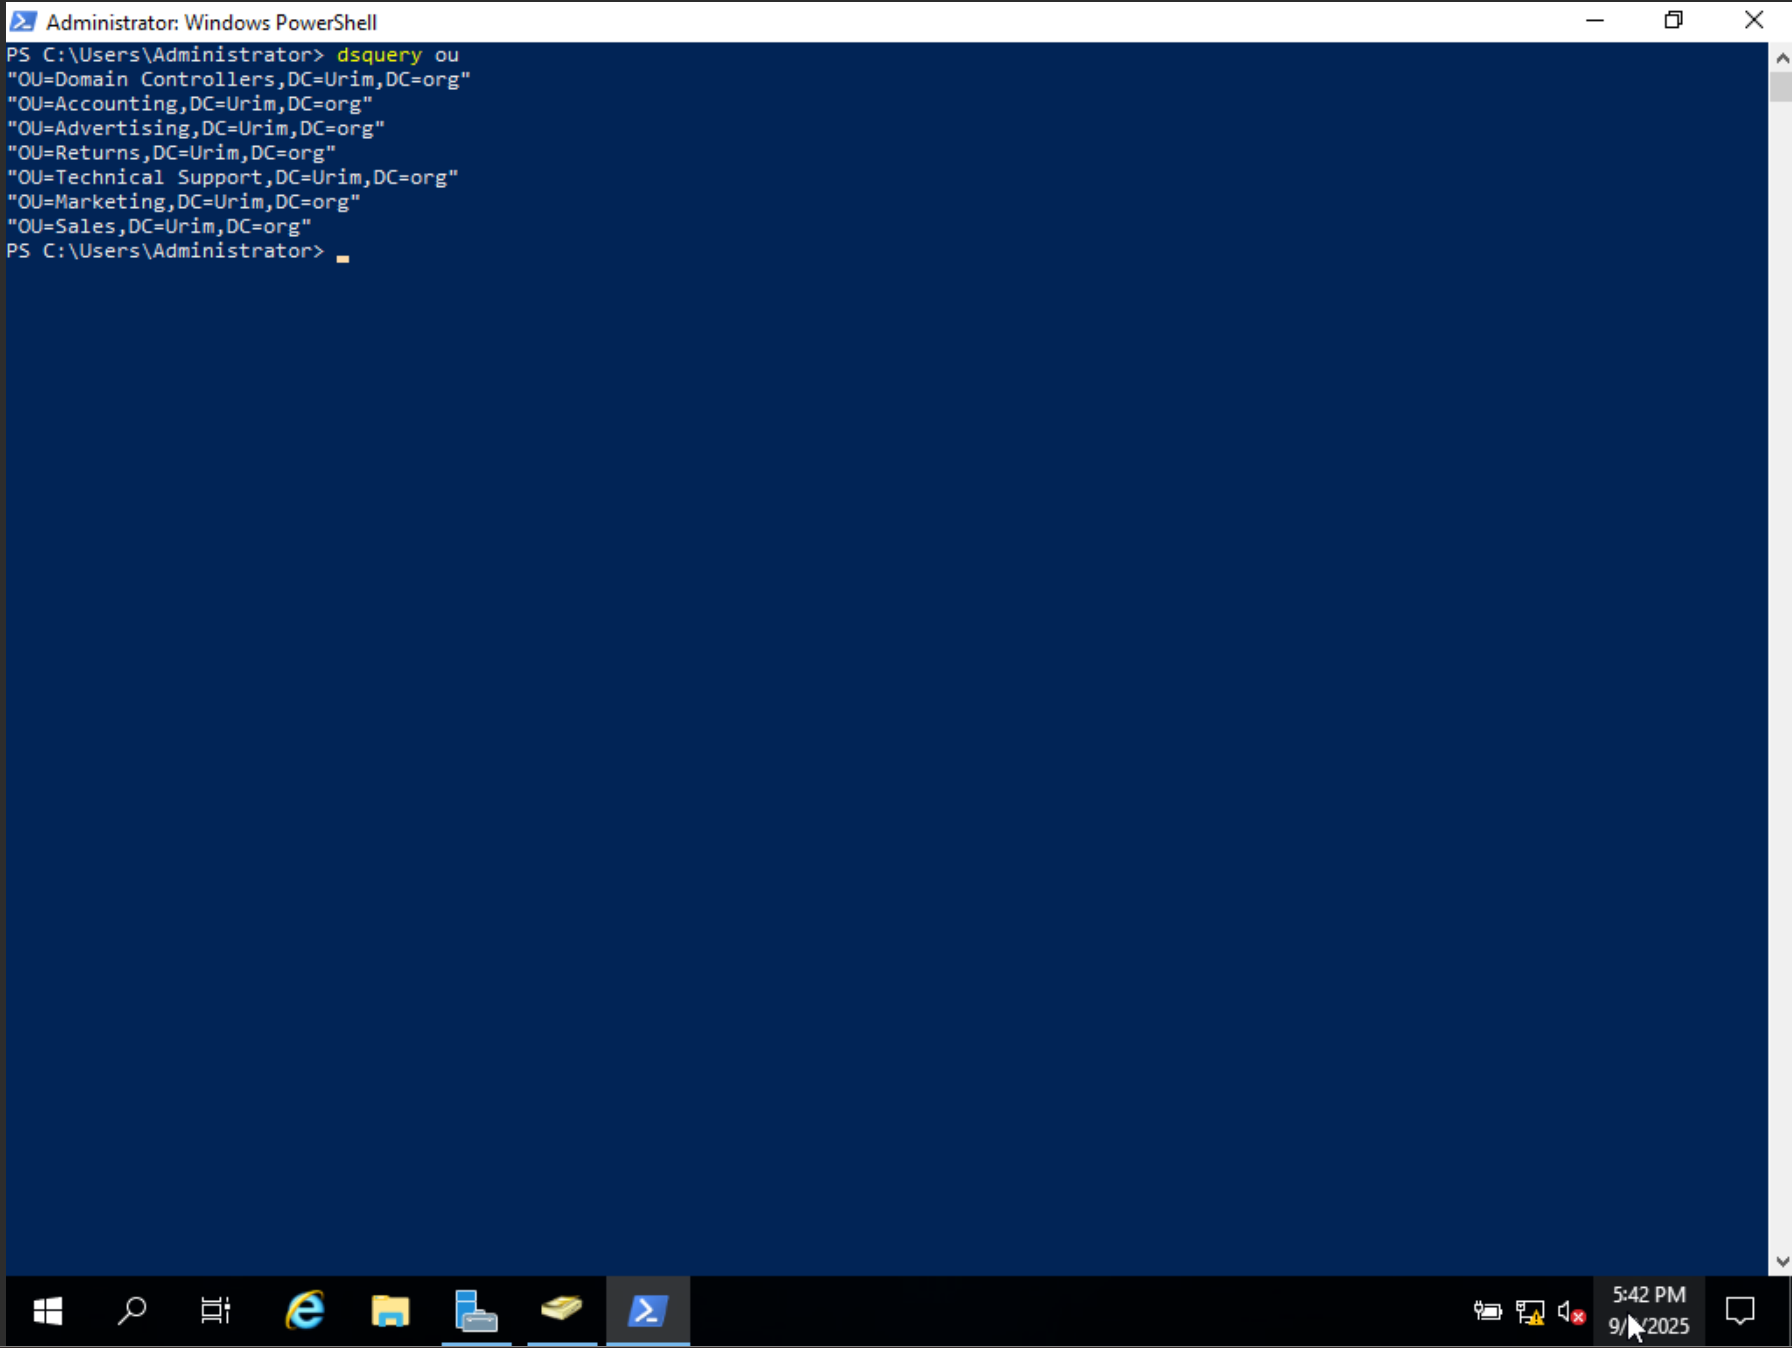 Administrator: Windows PowerShell
PS C:\Users\Administrator> dsquery ou
"OU=Domain Controllers,DC=Urim,DC=org"
"OU=Accounting,DC=Urim,DC=org"
"OU=Advertising,DC=Urim,DC=org"
"OU=Returns,DC=Urim,DC=org"
"OU=Technical Support,DC=Urim,DC=org"
"OU=Marketing,DC=Urim,DC=org"
"OU=Sales,DC=Urim,DC=org"
PS C:\Users\Administrator>
5:42 PM